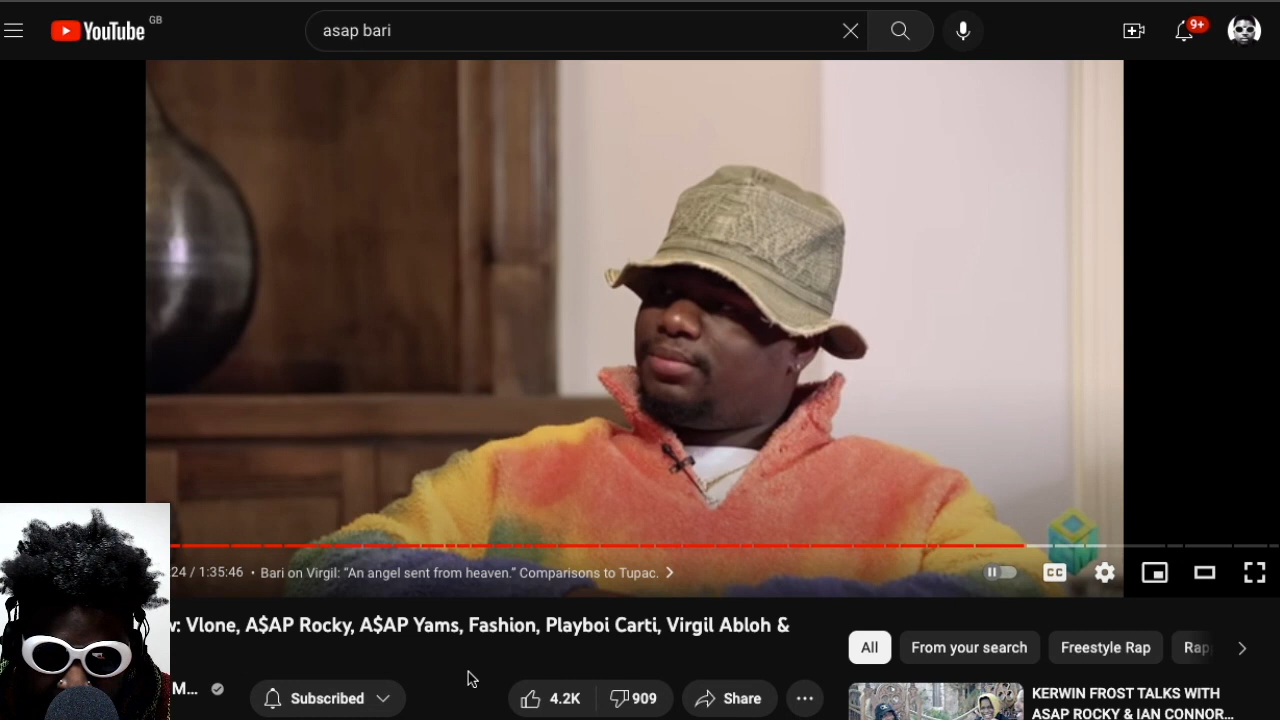 YouTube GB
asap bari
9+
24 / 1:35:46 • Bari on Virgil: “An angel sent from heaven.” Comparisons to Tupac.
CC
: Vlone, A$AP Rocky, A$AP Yams, Fashion, Playboi Carti, Virgil Abloh &
M...
Subscribed
4.2K
909
Share
All
From your search
Freestyle Rap
Rap
KERWIN FROST TALKS WITH
ASAP ROCKY & IAN CONNOR...